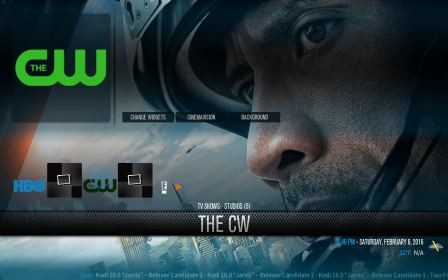 THE CW
CHANGE WIDGETS CINEMAVISION BACKGROUND
HBO CW E
TV SHOWS - STUDIOS (5)
THE CW
PM - SATURDAY, FEBRUARY 6, 2016
32°F N/A
Kodi 16.0 "Jarvis" - Release Candidate 3 - Kodi 16.0 "Jarvis" - Release Candidate 2 - Kodi 16.0 "Jarvis" - Release Candidate 1 -